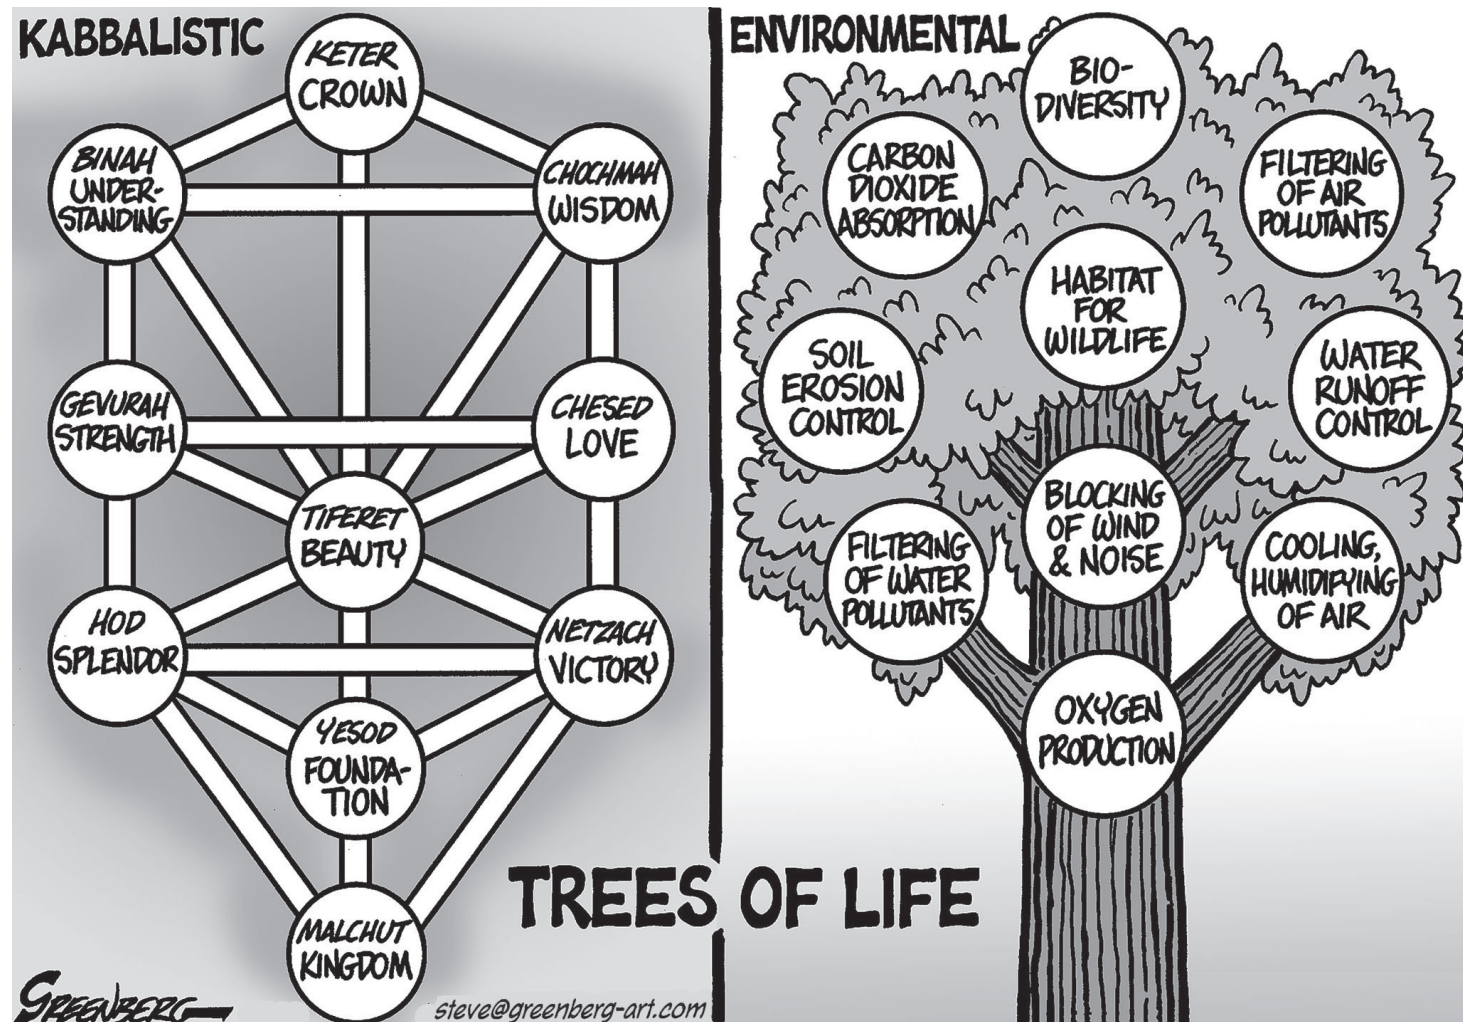 KABBALISTIC
KETER
CROWN
BINAH
UNDER-
STANDING
CHOCHMAH
WISDOM
GEVURAH
STRENGTH
CHESED
LOVE
TIFERET
BEAUTY
HOD
SPLENDOR
NETZACH
VICTORY
YESOD
FOUNDA-
TION
MALCHUT
KINGDOM
GREENBERG
steve@greenberg-art.com
ENVIRONMENTAL
BIO-
DIVERSITY
CARBON
DIOXIDE
ABSORPTION
FILTERING
OF AIR
POLLUTANTS
HABITAT
FOR
WILDLIFE
SOIL
EROSION
CONTROL
WATER
RUNOFF
CONTROL
BLOCKING
OF WIND
& NOISE
FILTERING
OF WATER
POLLUTANTS
COOLING,
HUMIDIFYING
OF AIR
OXYGEN
PRODUCTION
TREES OF LIFE